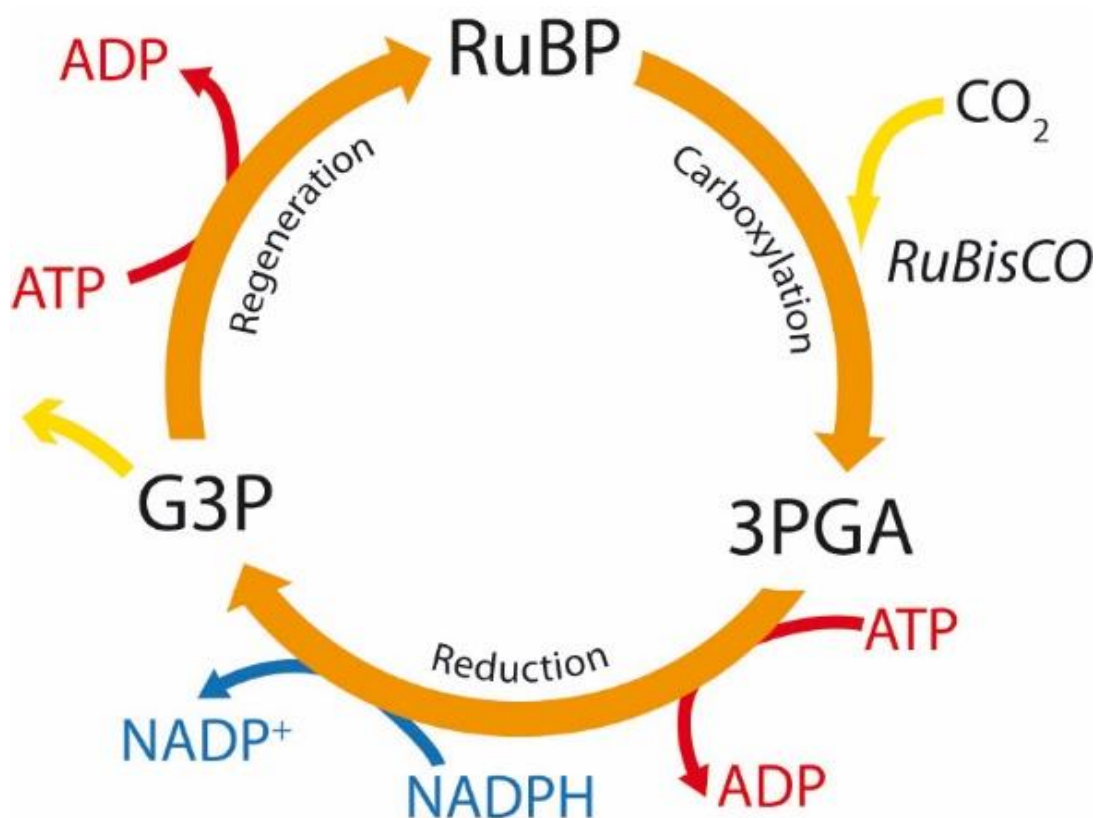 RuBP
ADP
CO₂
Carboxylation
Regeneration
RuBisCO
ATP
G3P
3PGA
ATP
Reduction
NADP⁺
NADPH
ADP